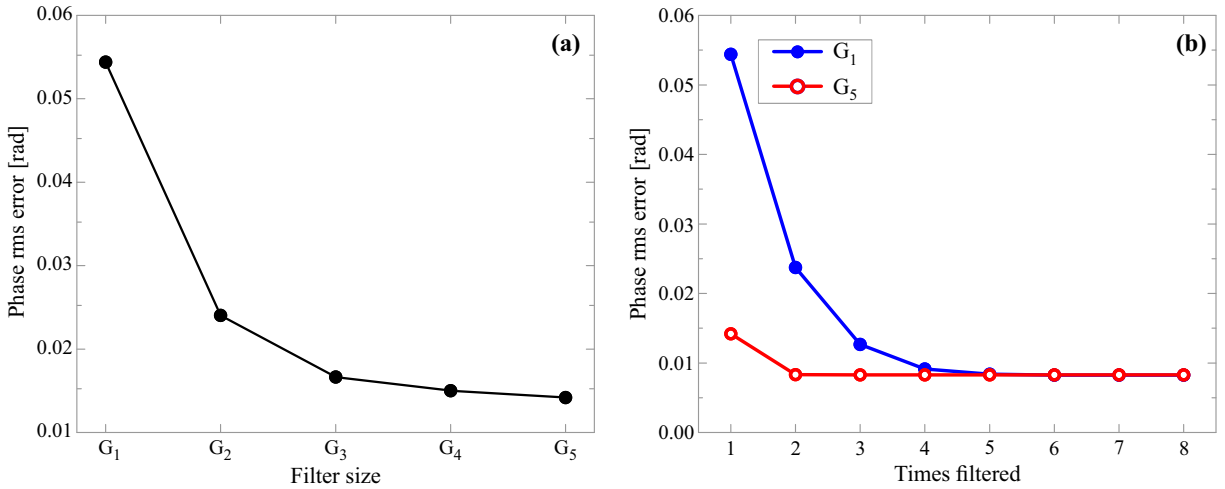 (a)
Phase rms error [rad]
0.06
0.05
0.04
0.03
0.02
0.01
G₁ G₂ G₃ G₄ G₅
Filter size
(b)
G₁
G₅
Phase rms error [rad]
0.06
0.05
0.04
0.03
0.02
0.01
0.00
1 2 3 4 5 6 7 8
Times filtered